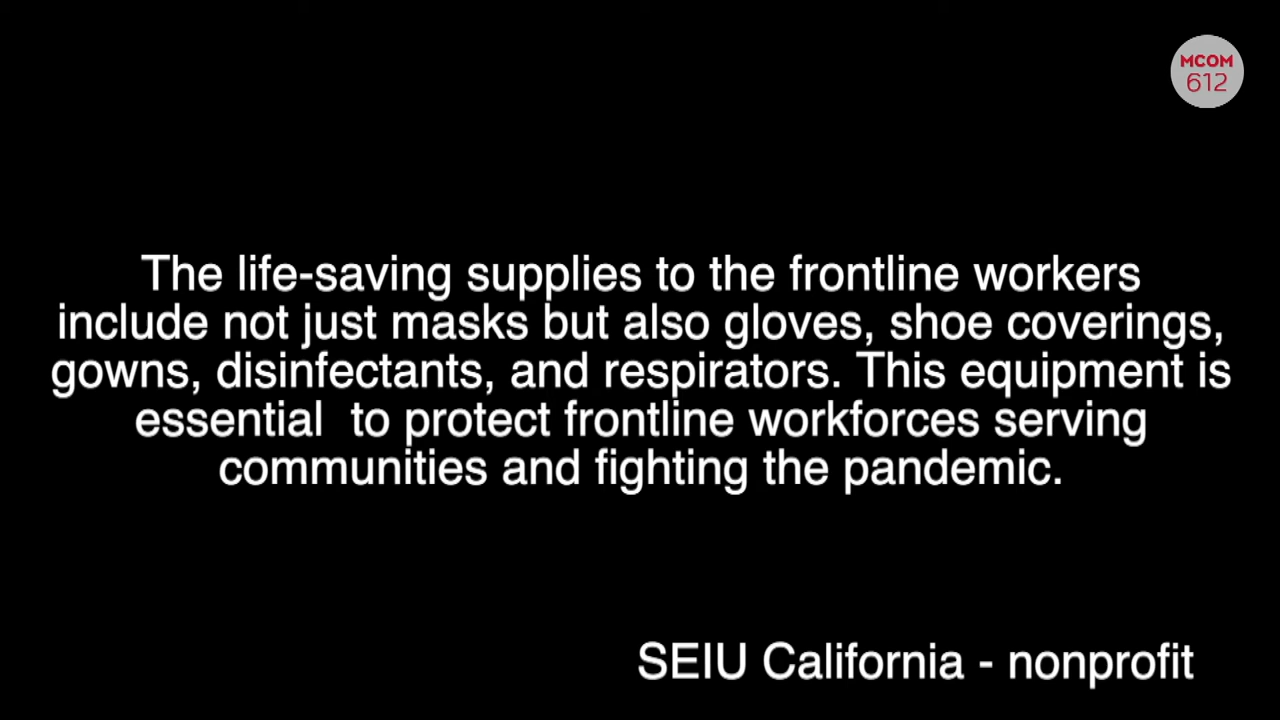 MCOM
612
The life-saving supplies to the frontline workers
include not just masks but also gloves, shoe coverings,
gowns, disinfectants, and respirators. This equipment is
essential  to protect frontline workforces serving
communities and fighting the pandemic.
SEIU California - nonprofit